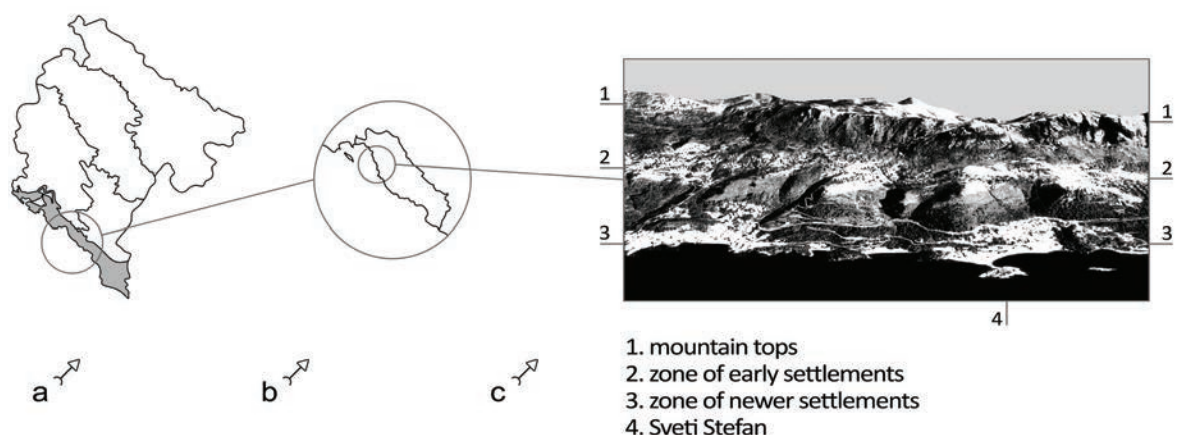 1
1
2
2
3
3
4
1. mountain tops
2. zone of early settlements
3. zone of newer settlements
4. Sveti Stefan
a
b
c